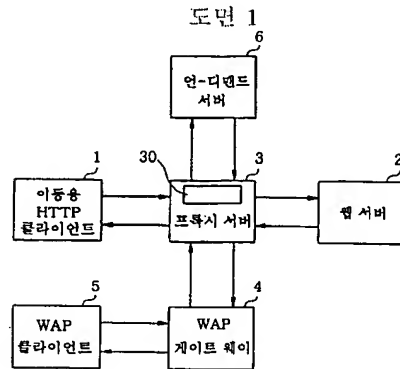 도면 1
6
언-디맨드
서버
1
30
3
2
이동용
HTTP
클라이언트
프록시 서버
웹 서버
5
4
WAP
클라이언트
WAP
게이트 웨이